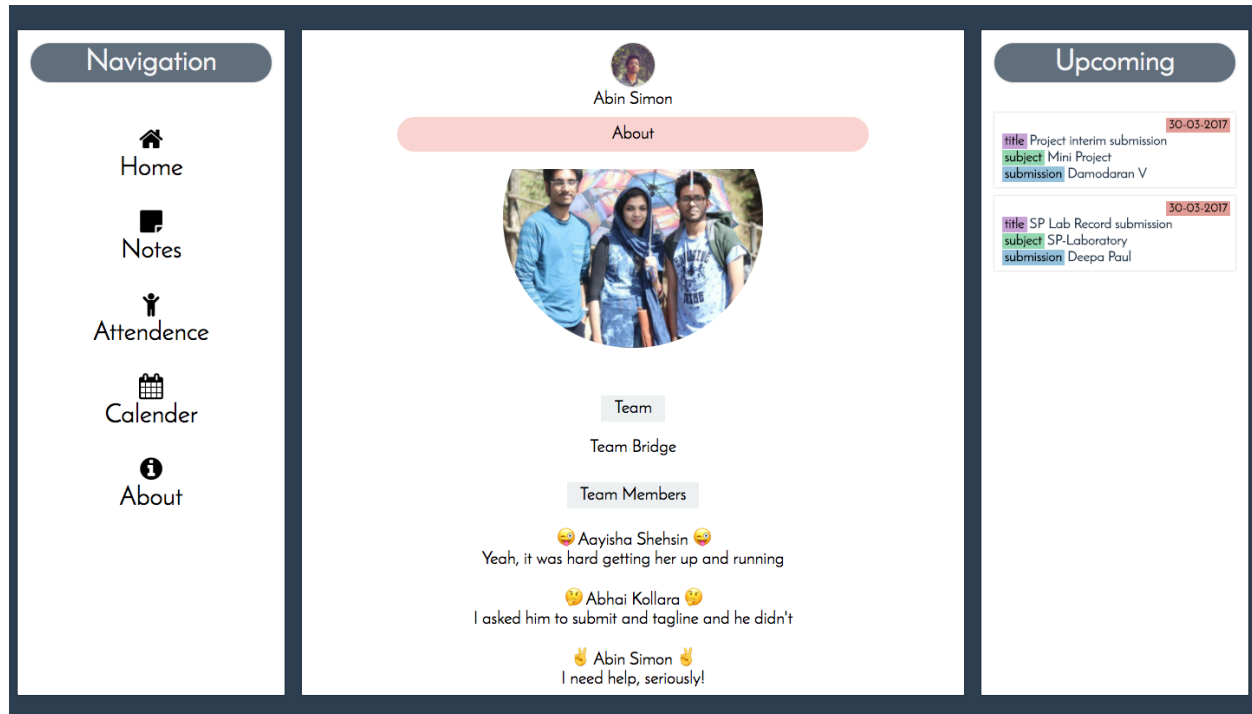 Navigation
Home
Notes
Attendence
Calender
About
Abin Simon
About
Team
Team Bridge
Team Members
😜 Aayisha Shehsin 😜
Yeah, it was hard getting her up and running
🤔 Abhai Kollara 🤔
I asked him to submit and tagline and he didn't
✌ Abin Simon ✌
I need help, seriously!
Upcoming
30-03-2017
title Project interim submission
subject Mini Project
submission Damodaran V
30-03-2017
title SP Lab Record submission
subject SP-Laboratory
submission Deepa Paul